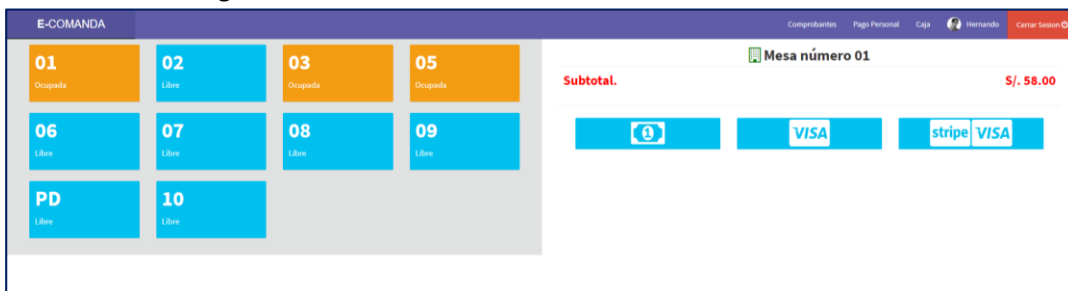 E-COMANDA
Comprobantes Pago Personal Caja Hernando Cerrar Sesion
01 02 03 05
Ocupada Libre Ocupada Ocupada
06 07 08 09
Libre Libre Libre Libre
PD 10
Libre Libre
Mesa número 01
Subtotal. S/. 58.00
1 VISA stripe VISA